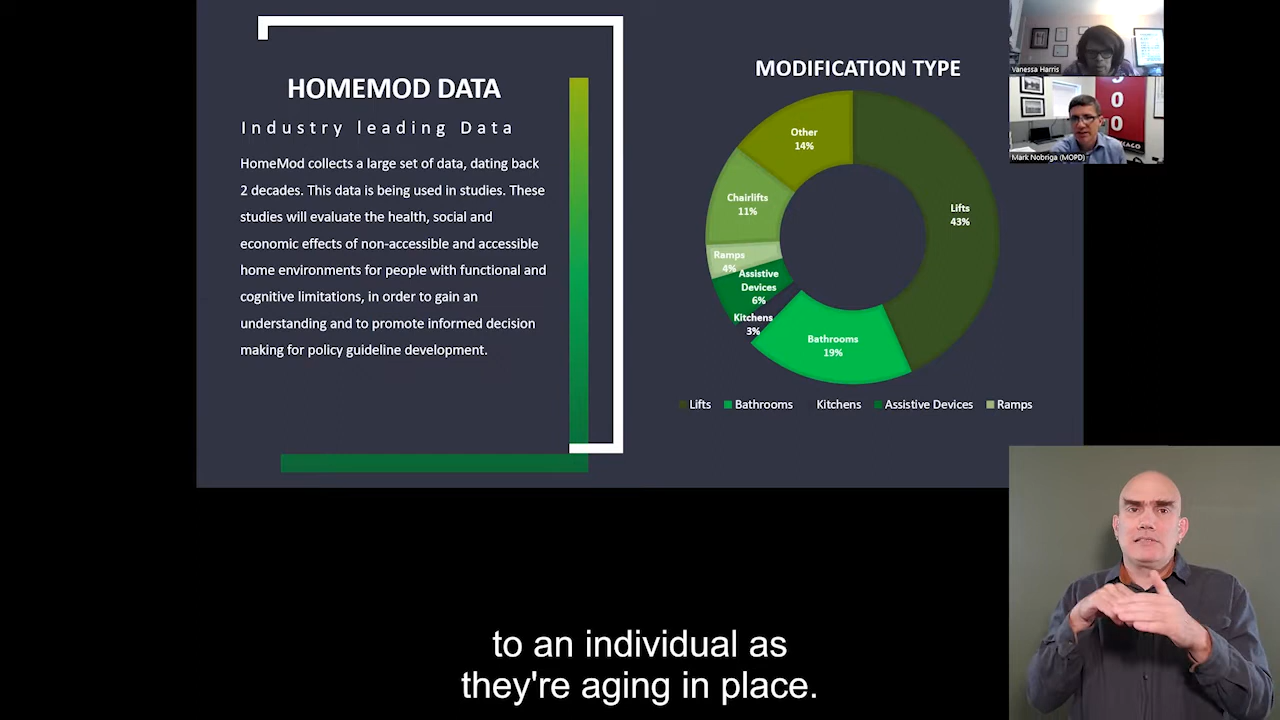 HOMEMOD DATA
Industry leading Data
HomeMod collects a large set of data, dating back
2 decades. This data is being used in studies. These
studies will evaluate the health, social and
economic effects of non-accessible and accessible
home environments for people with functional and
cognitive limitations, in order to gain an
understanding and to promote informed decision
making for policy guideline development.
MODIFICATION TYPE
Other
14%
Chairlifts
11%
Lifts
43%
Ramps
4%
Assistive
Devices
6%
Kitchens
3%
Bathrooms
19%
Lifts Bathrooms Kitchens Assistive Devices Ramps
Vanessa Harris
Mark Nobriga (MOPD)
to an individual as
they're aging in place.